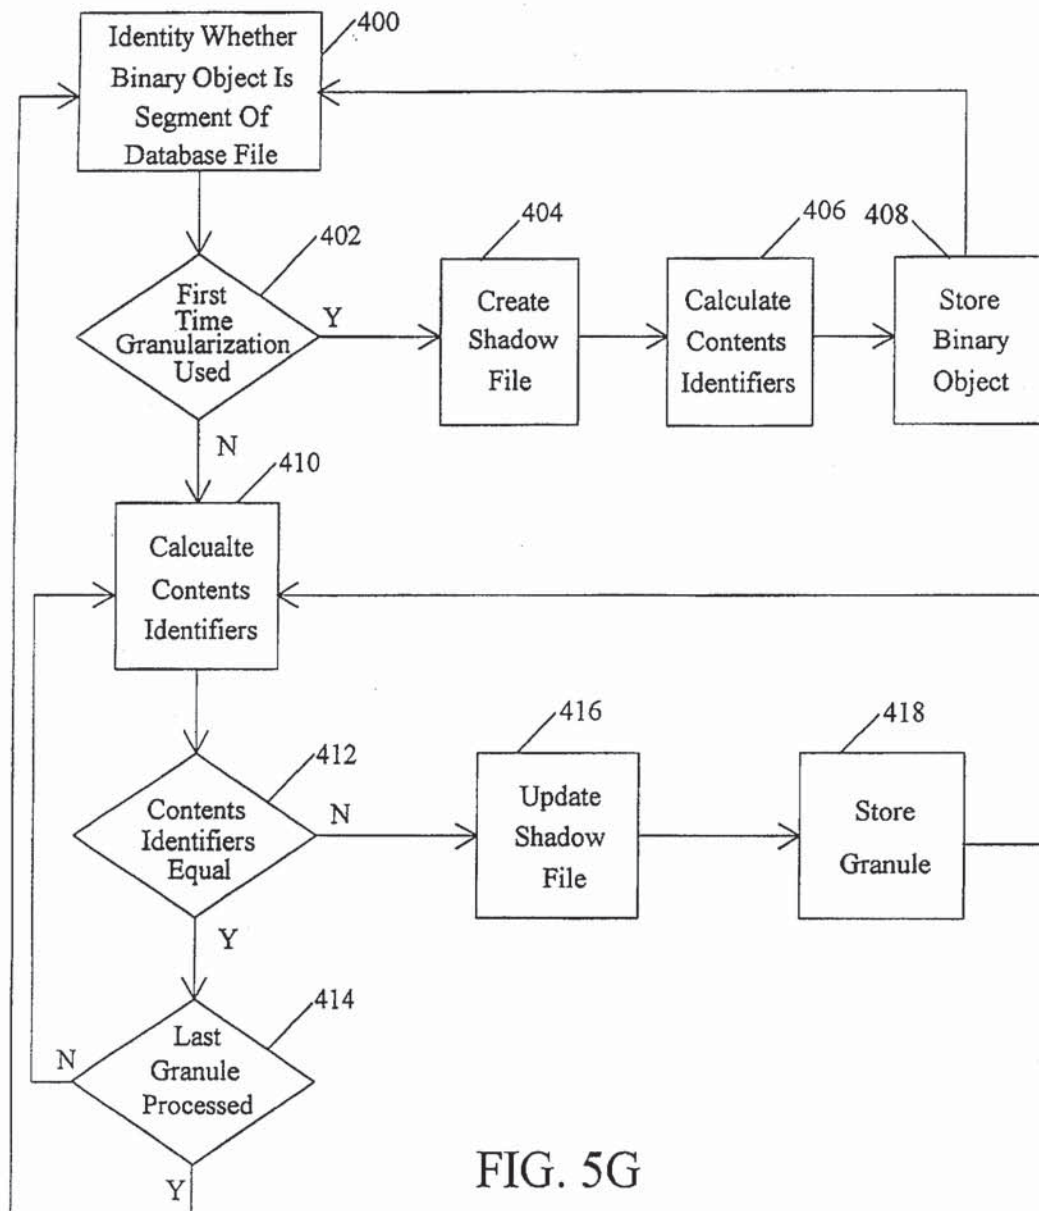 Identity Whether
Binary Object Is
Segment Of
Database File
400
402
First
Time
Granularization
Used
Y
N
404
Create
Shadow
File
406
Calculate
Contents
Identifiers
408
Store
Binary
Object
410
Calcualte
Contents
Identifiers
412
Contents
Identifiers
Equal
N
Y
416
Update
Shadow
File
418
Store
Granule
414
Last
Granule
Processed
N
Y
FIG. 5G